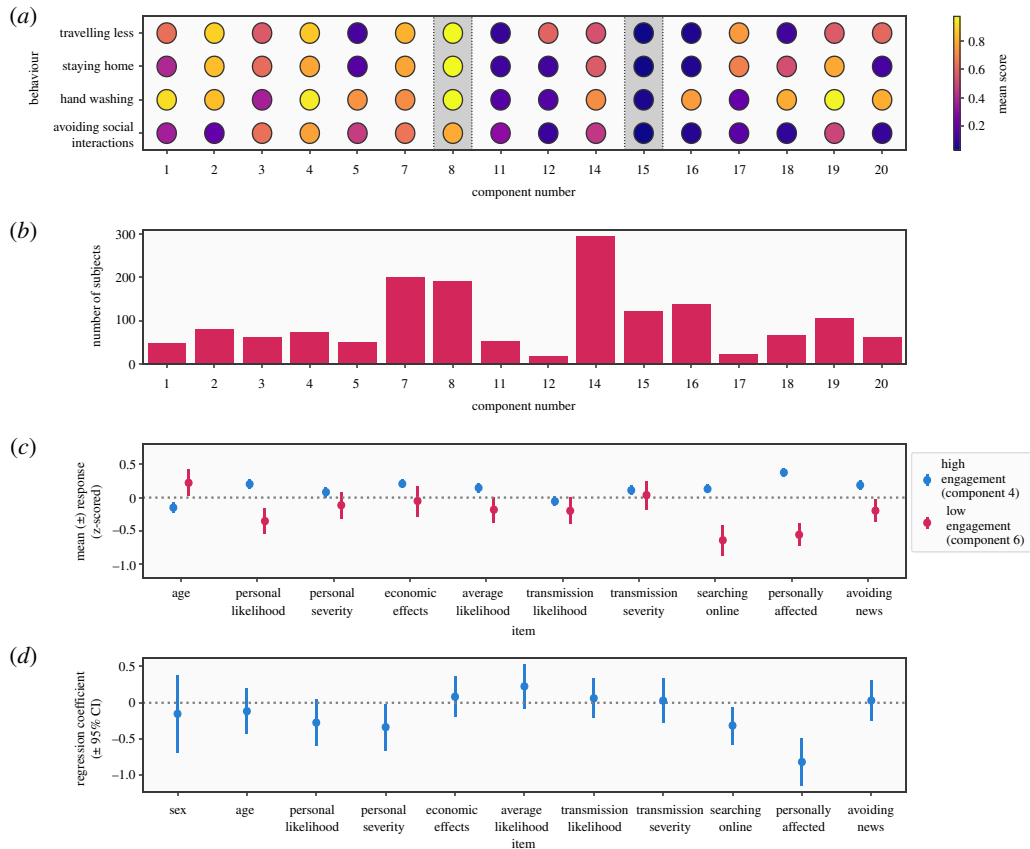 (a)
behaviour
travelling less
staying home
hand washing
avoiding social
interactions
1 2 3 4 5 7 8 11 12 14 15 16 17 18 19 20
component number
0.8
0.6
0.4
0.2
mean score
(b)
number of subjects
300
200
100
0
1 2 3 4 5 7 8 11 12 14 15 16 17 18 19 20
component number
(c)
mean (±) response
(z-scored)
0.5
0
–0.5
–1.0
age personal likelihood personal severity economic effects average likelihood transmission likelihood transmission severity searching online personally affected avoiding news
item
high
engagement
(component 4)
low
engagement
(component 6)
(d)
regression coefficient
(± 95% CI)
0.5
0
–0.5
–1.0
sex age personal likelihood personal severity economic effects average likelihood transmission likelihood transmission severity searching online personally affected avoiding news
item